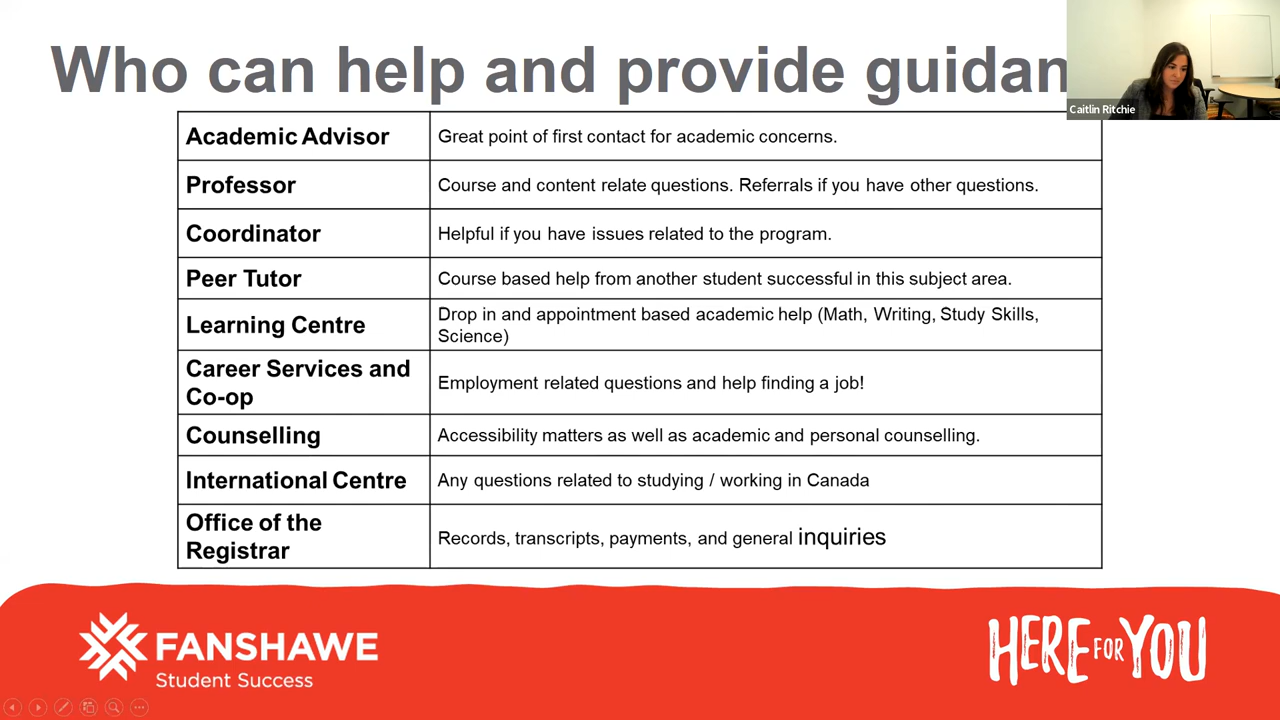 Who can help and provide guidan
Caitlin Ritchie
Academic Advisor
Great point of first contact for academic concerns.
Professor
Course and content relate questions. Referrals if you have other questions.
Coordinator
Helpful if you have issues related to the program.
Peer Tutor
Course based help from another student successful in this subject area.
Learning Centre
Drop in and appointment based academic help (Math, Writing, Study Skills,
Science)
Career Services and
Co-op
Employment related questions and help finding a job!
Counselling
Accessibility matters as well as academic and personal counselling.
International Centre
Any questions related to studying / working in Canada
Office of the
Registrar
Records, transcripts, payments, and general inquiries
FANSHAWE
Student Success
HERE FOR YOU